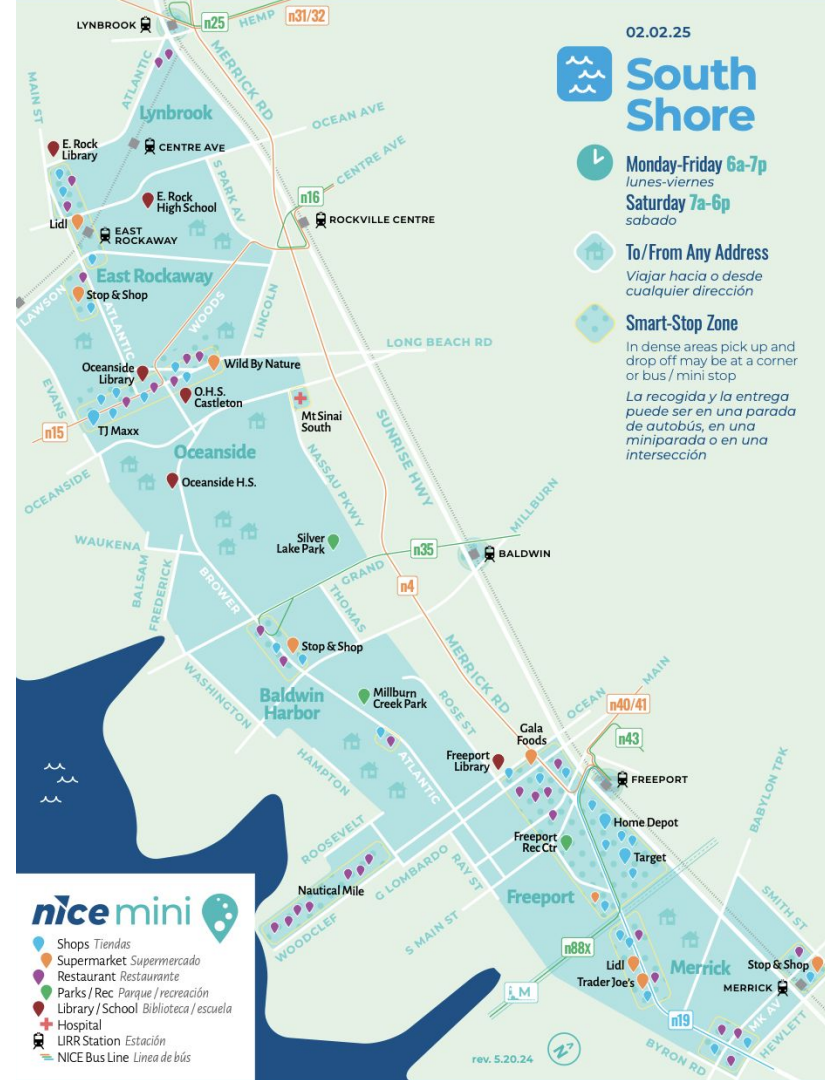 02.02.25
South
Shore
Monday-Friday 6a-7p
lunes-viernes
Saturday 7a-6p
sabado
To/From Any Address
Viajar hacia o desde
cualquier dirección
Smart-Stop Zone
In dense areas pick up and
drop off may be at a corner
or bus / mini stop
La recogida y la entrega
puede ser en una parada
de autobús, en una
miniparada o en una
intersección
LYNBROOK
n25
HEMP
n31/32
MERRICK RD
ATLANTIC
MAIN ST
Lynbrook
OCEAN AVE
E. Rock
Library
CENTRE AVE
CENTRE AVE
S PARK AV
E. Rock
High School
n16
Lidl
EAST
ROCKAWAY
ROCKVILLE CENTRE
East Rockaway
Stop & Shop
LAWSON
ATLANTIC
WOODS
LINCOLN
LONG BEACH RD
Oceanside
Library
Wild By Nature
EVANS
O.H.S.
Castleton
Mt Sinai
South
TJ Maxx
n15
SUNRISE HWY
Oceanside
NASSAU PKWY
OCEANSIDE
Oceanside H.S.
MILLBURN
WAUKENA
Silver
Lake Park
n35
BALDWIN
BALSAM
FREDERICK
BROWER
GRAND
THOMAS
n4
Stop & Shop
MERRICK RD
WASHINGTON
Baldwin
Harbor
Millburn
Creek Park
ROSE ST
OCEAN
MAIN
n40/41
n43
Gala
Foods
Freeport
Library
HAMPTON
ATLANTIC
FREEPORT
BABYLON TPK
Home Depot
ROOSEVELT
Freeport
Rec Ctr
Target
G LOMBARDO
RAY ST
Nautical Mile
Freeport
SMITH ST
WOODCLEF
S MAIN ST
n88X
Lidl
Trader Joe's
Merrick
Stop & Shop
MERRICK
M
n19
MK AV
HEWLETT
BYRON RD
rev. 5.20.24
N
nice mini
Shops Tiendas
Supermarket Supermercado
Restaurant Restaurante
Parks / Rec Parque / recreación
Library / School Biblioteca / escuela
Hospital
LIRR Station Estación
NICE Bus Line Linea de bús